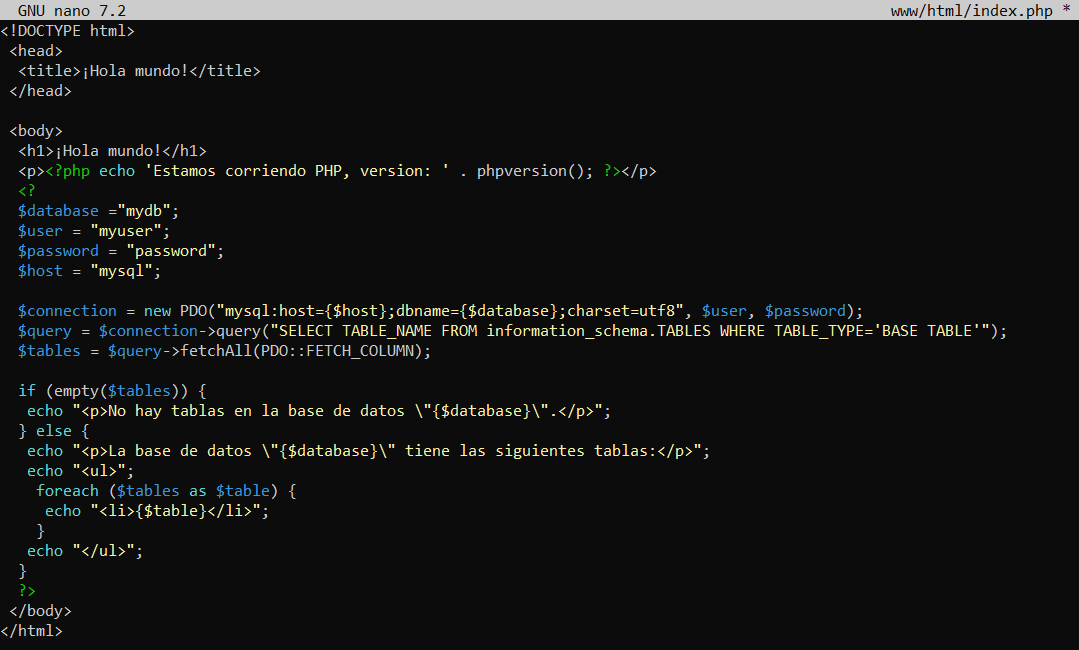 GNU nano 7.2 www/html/index.php *
<!DOCTYPE html>
 <head>
  <title>¡Hola mundo!</title>
 </head>

 <body>
  <h1>¡Hola mundo!</h1>
  <p><?php echo 'Estamos corriendo PHP, version: ' . phpversion(); ?></p>
  <?
  $database ="mydb";
  $user = "myuser";
  $password = "password";
  $host = "mysql";

  $connection = new PDO("mysql:host={$host};dbname={$database};charset=utf8", $user, $password);
  $query = $connection->query("SELECT TABLE_NAME FROM information_schema.TABLES WHERE TABLE_TYPE='BASE TABLE'");
  $tables = $query->fetchAll(PDO::FETCH_COLUMN);

  if (empty($tables)) {
   echo "<p>No hay tablas en la base de datos \"{$database}\".</p>";
  } else {
   echo "<p>La base de datos \"{$database}\" tiene las siguientes tablas:</p>";
   echo "<ul>";
    foreach ($tables as $table) {
     echo "<li>{$table}</li>";
    }
   echo "</ul>";
  }
  ?>
 </body>
</html>